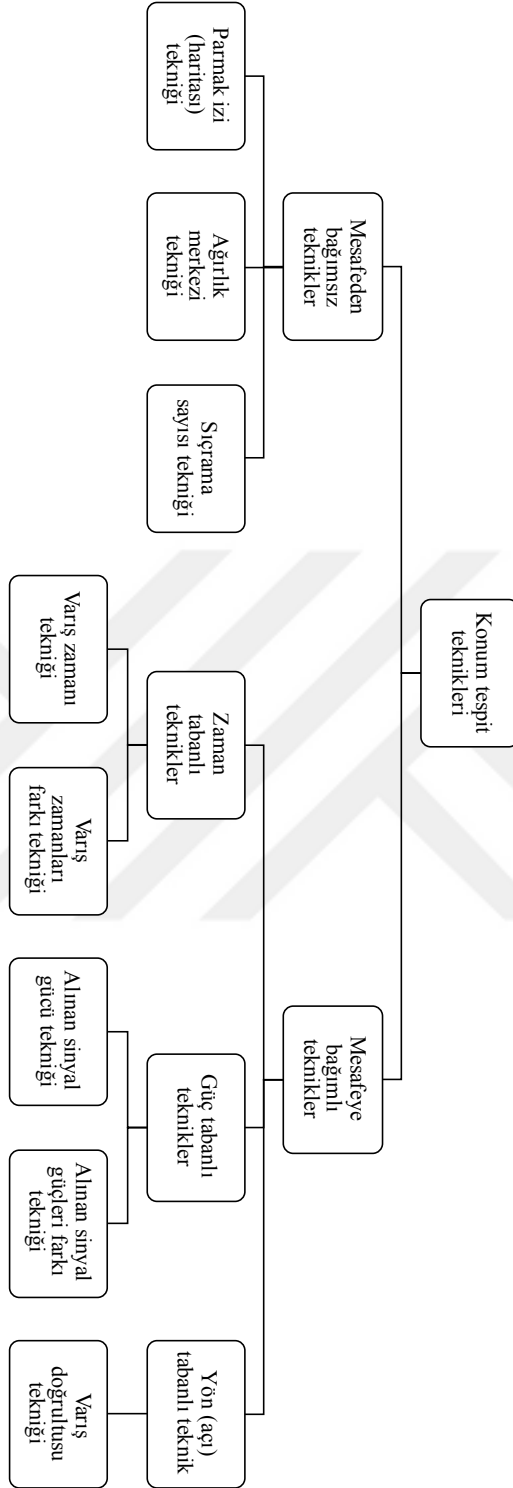 Konum tespit
teknikleri
Mesafeden
bağımsız
teknikler
Mesafeye
bağımlı
teknikler
Parmak izi
(haritası)
tekniği
Ağırlık
merkezi
tekniği
Sıçrama
sayısı tekniği
Zaman
tabanlı
teknikler
Güç tabanlı
teknikler
Yön (açı)
tabanlı teknik
Varış zamanı
tekniği
Varış
zamanları
farkı tekniği
Alınan sinyal
gücü tekniği
Alınan sinyal
güçleri farkı
tekniği
Varış
doğrultusu
tekniği